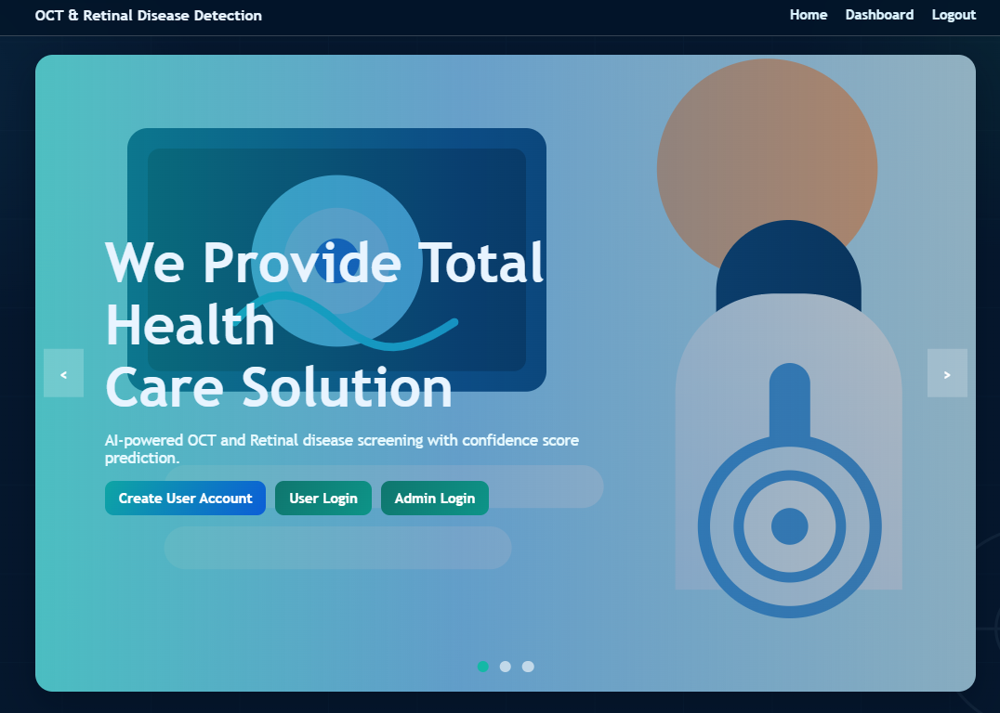 OCT & Retinal Disease Detection
Home Dashboard Logout
We Provide Total
Health
Care Solution
AI-powered OCT and Retinal disease screening with confidence score
prediction.
Create User Account User Login Admin Login
< >